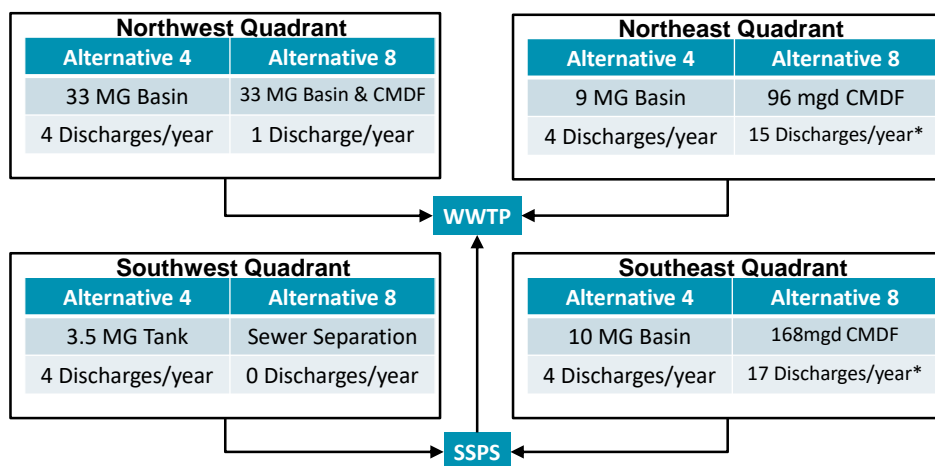 Northwest Quadrant
Alternative 4 Alternative 8
33 MG Basin 33 MG Basin & CMDF
4 Discharges/year 1 Discharge/year
Northeast Quadrant
Alternative 4 Alternative 8
9 MG Basin 96 mgd CMDF
4 Discharges/year 15 Discharges/year*
WWTP
Southwest Quadrant
Alternative 4 Alternative 8
3.5 MG Tank Sewer Separation
4 Discharges/year 0 Discharges/year
Southeast Quadrant
Alternative 4 Alternative 8
10 MG Basin 168mgd CMDF
4 Discharges/year 17 Discharges/year*
SSPS